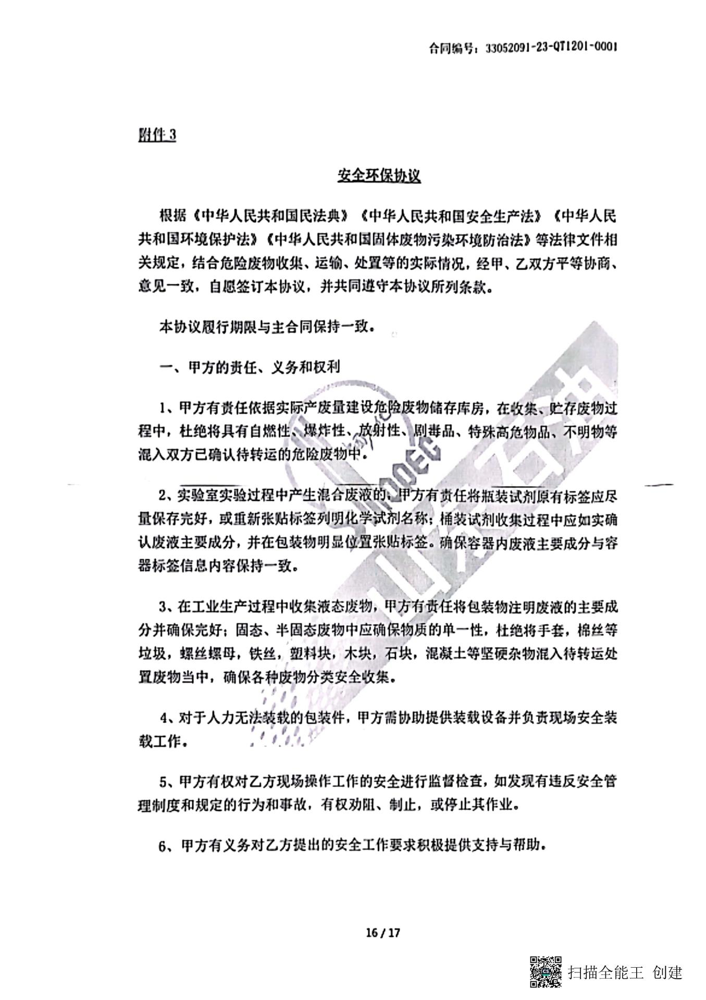 合同编号：33052091-23-QT1201-0001
附件 3
安全环保协议
根据《中华人民共和国民法典》《中华人民共和国安全生产法》《中华人民
共和国环境保护法》《中华人民共和国固体废物污染环境防治法》等法律文件相
关规定，结合危险废物收集、运输、处置等的实际情况，经甲、乙双方平等协商、
意见一致，自愿签订本协议，并共同遵守本协议所列条款。
本协议履行期限与主合同保持一致。
一、甲方的责任、义务和权利
1、甲方有责任依据实际产废量建设危险废物储存库房，在收集、贮存废物过
程中，杜绝将具有自燃性、爆炸性、放射性、剧毒品、特殊高危物品、不明物等
混入双方已确认待转运的危险废物中。
SINOPEC
山东石油
2、实验室实验过程中产生混合废液的，甲方有责任将瓶装试剂原有标签应尽
量保存完好，或重新张贴标签列明化学试剂名称；桶装试剂收集过程中应如实确
认废液主要成分，并在包装物明显位置张贴标签。确保容器内废液主要成分与容
器标签信息内容保持一致。
3、在工业生产过程中收集液态废物，甲方有责任将包装物注明废液的主要成
分并确保完好；固态、半固态废物中应确保物质的单一性，杜绝将手套，棉丝等
垃圾，螺丝螺母，铁丝，塑料块，木块，石块，混凝土等坚硬杂物混入待转运处
置废物当中，确保各种废物分类安全收集。
4、对于人力无法装载的包装件，甲方需协助提供装载设备并负责现场安全装
载工作。
5、甲方有权对乙方现场操作工作的安全进行监督检查，如发现有违反安全管
理制度和规定的行为和事故，有权劝阻、制止，或停止其作业。
6、甲方有义务对乙方提出的安全工作要求积极提供支持与帮助。
16 / 17
CS
扫描全能王 创建